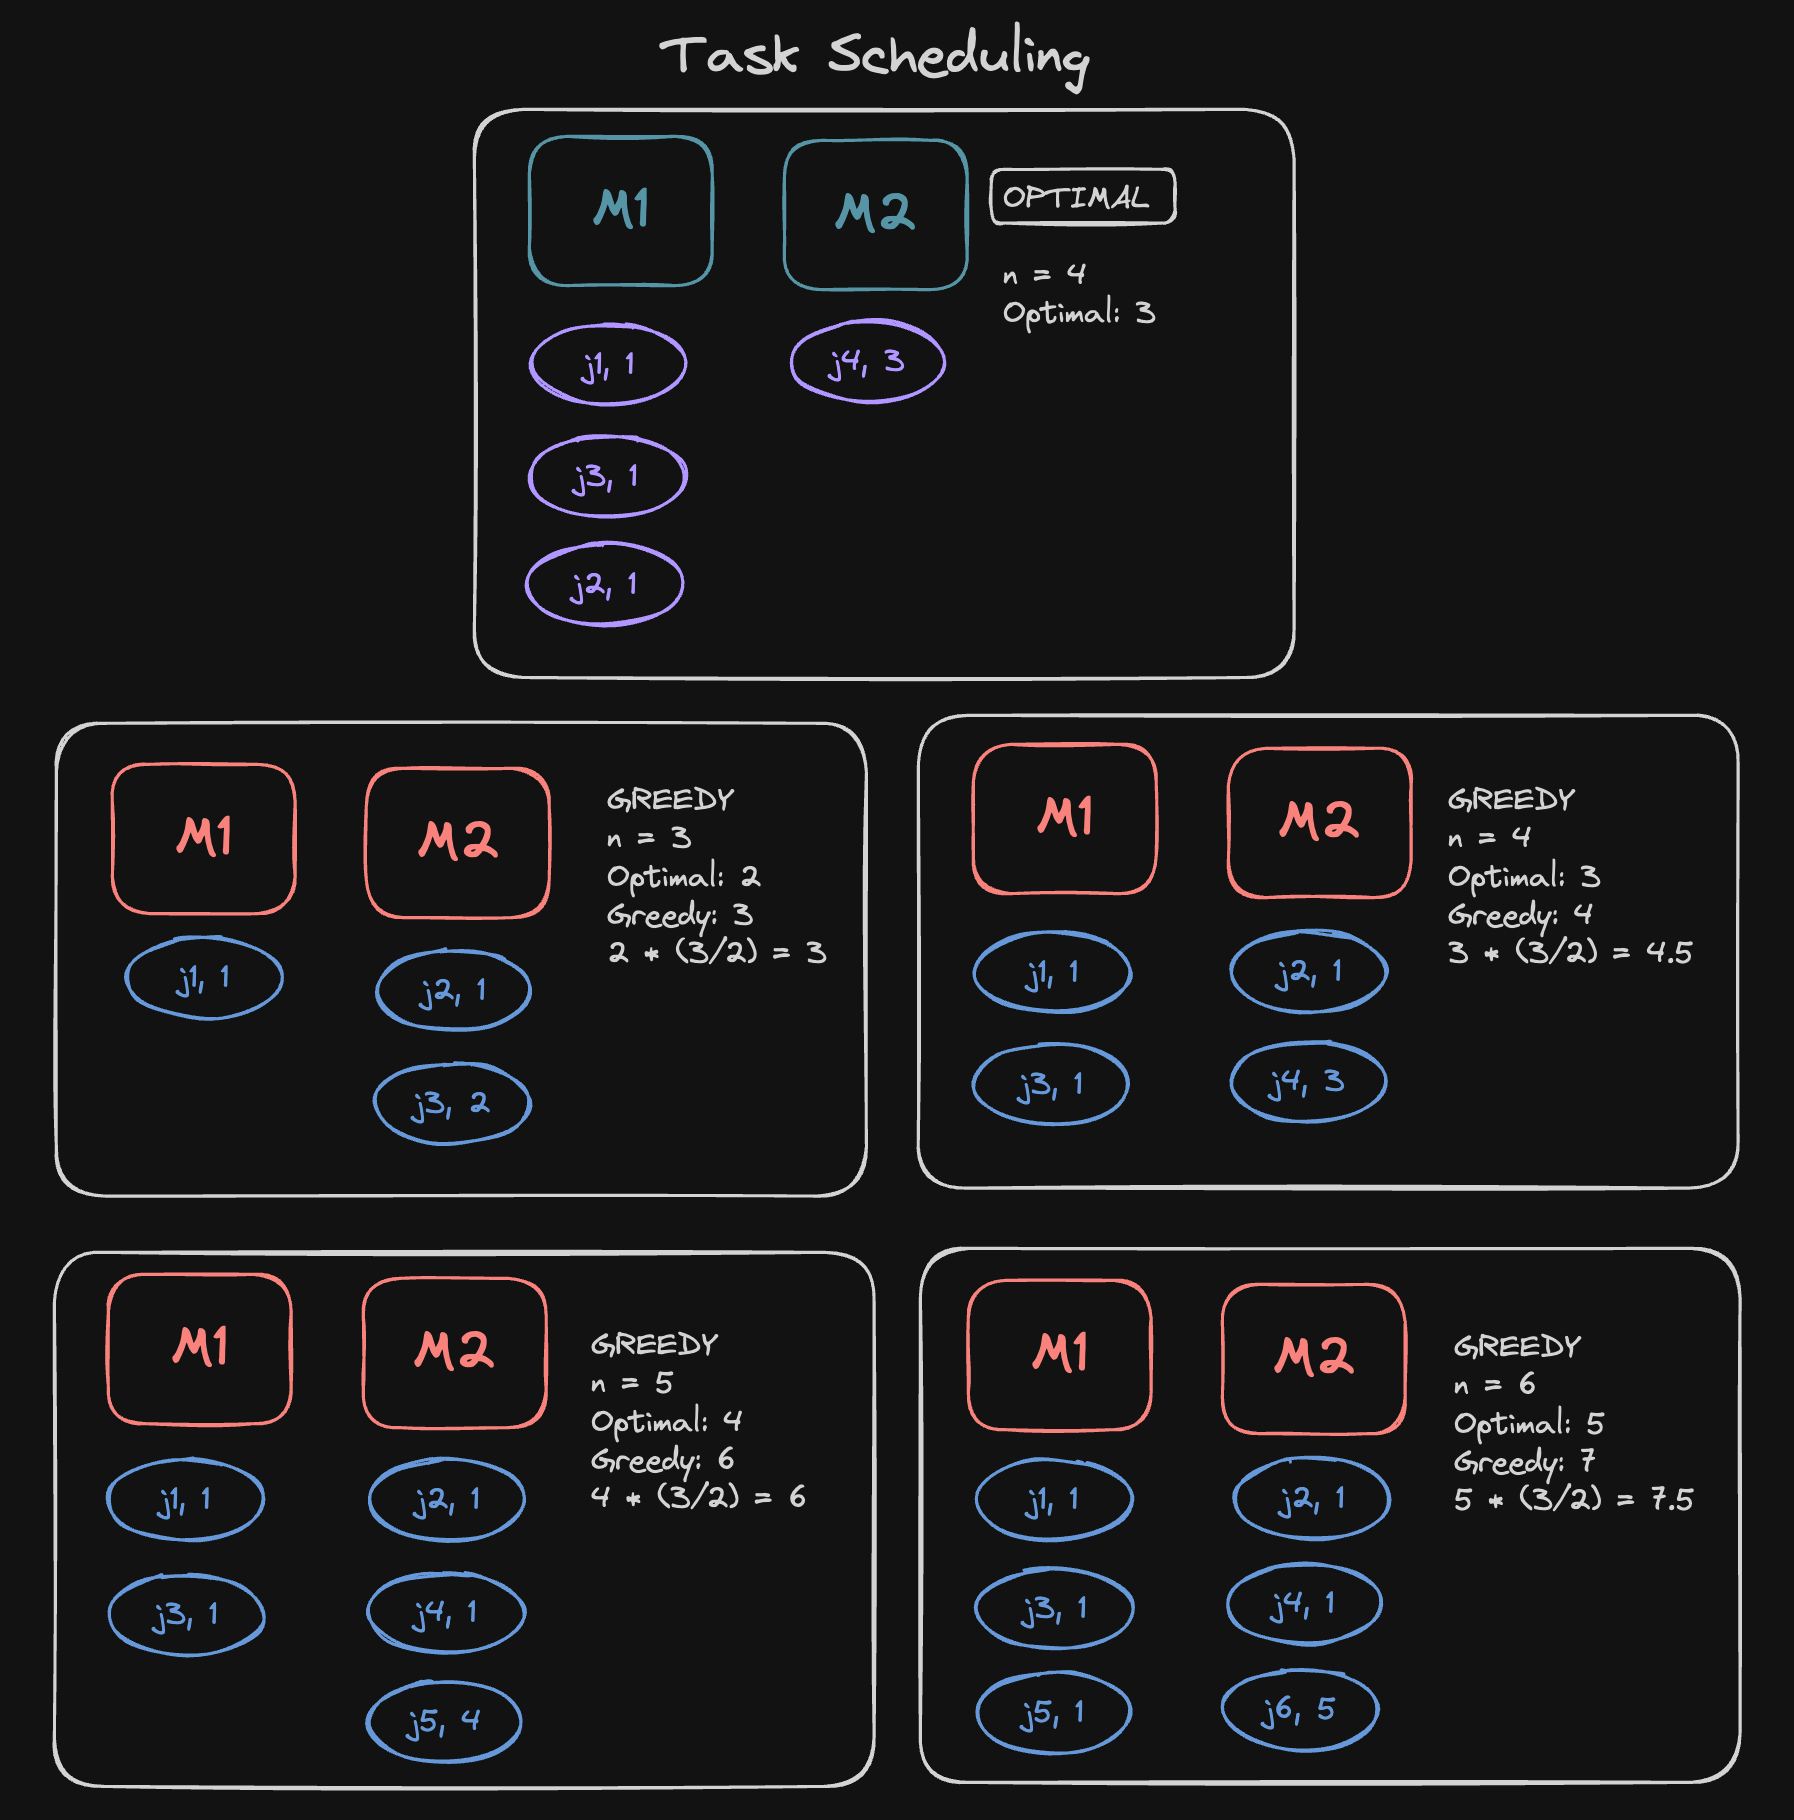 Task Scheduling
M1
M2
OPTIMAL
n = 4
Optimal: 3
j1, 1
j4, 3
j3, 1
j2, 1
M1
M2
GREEDY
n = 3
Optimal: 2
Greedy: 3
2 * (3/2) = 3
j1, 1
j2, 1
j3, 2
M1
M2
GREEDY
n = 4
Optimal: 3
Greedy: 4
3 * (3/2) = 4.5
j1, 1
j2, 1
j3, 1
j4, 3
M1
M2
GREEDY
n = 5
Optimal: 4
Greedy: 6
4 * (3/2) = 6
j1, 1
j2, 1
j3, 1
j4, 1
j5, 4
M1
M2
GREEDY
n = 6
Optimal: 5
Greedy: 7
5 * (3/2) = 7.5
j1, 1
j2, 1
j3, 1
j4, 1
j5, 1
j6, 5